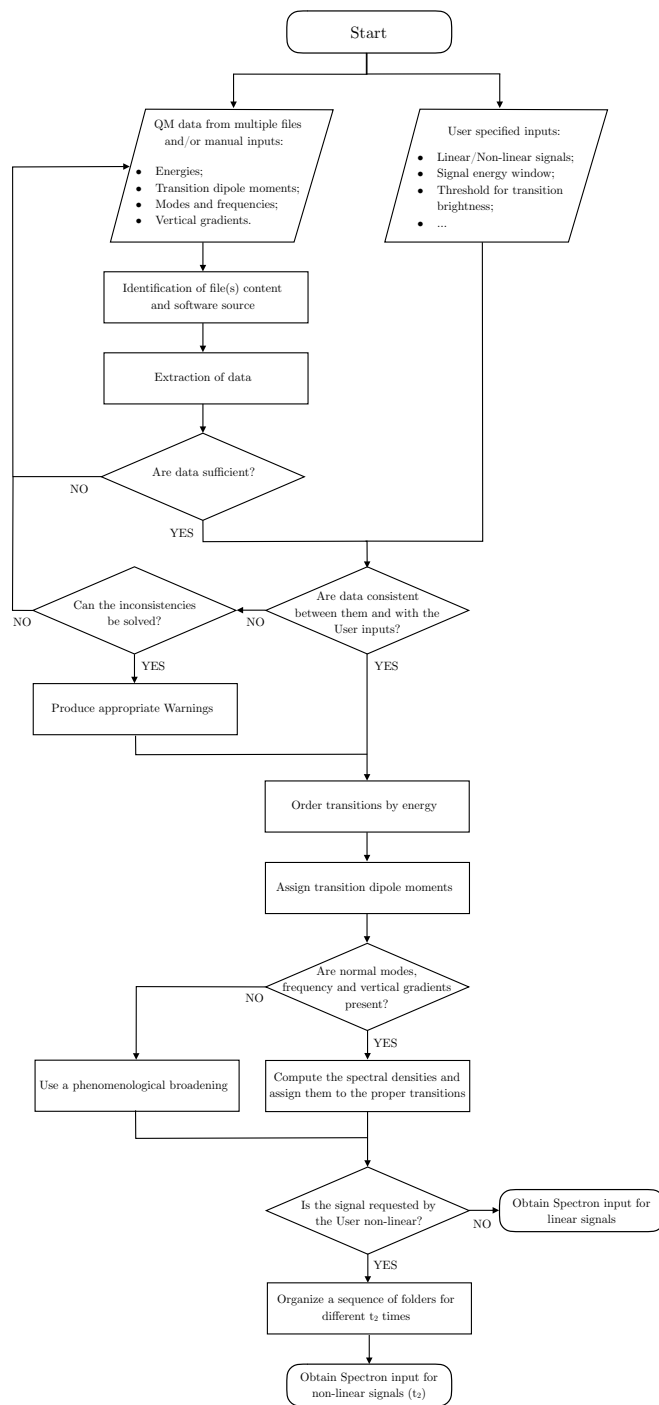 Start
QM data from multiple files
and/or manual inputs:
● Energies;
● Transition dipole moments;
● Modes and frequencies;
● Vertical gradients.
User specified inputs:
● Linear/Non-linear signals;
● Signal energy window;
● Threshold for transition
brightness;
● ...
Identification of file(s) content
and software source
Extraction of data
Are data sufficient?
NO
YES
Are data consistent
between them and with the
User inputs?
NO
YES
Can the inconsistencies
be solved?
NO
YES
Produce appropriate Warnings
Order transitions by energy
Assign transition dipole moments
Are normal modes,
frequency and vertical gradients
present?
NO
YES
Use a phenomenological broadening
Compute the spectral densities and
assign them to the proper transitions
Is the signal requested by
the User non-linear?
NO
YES
Obtain Spectron input for
linear signals
Organize a sequence of folders for
different t₂ times
Obtain Spectron input for
non-linear signals (t₂)